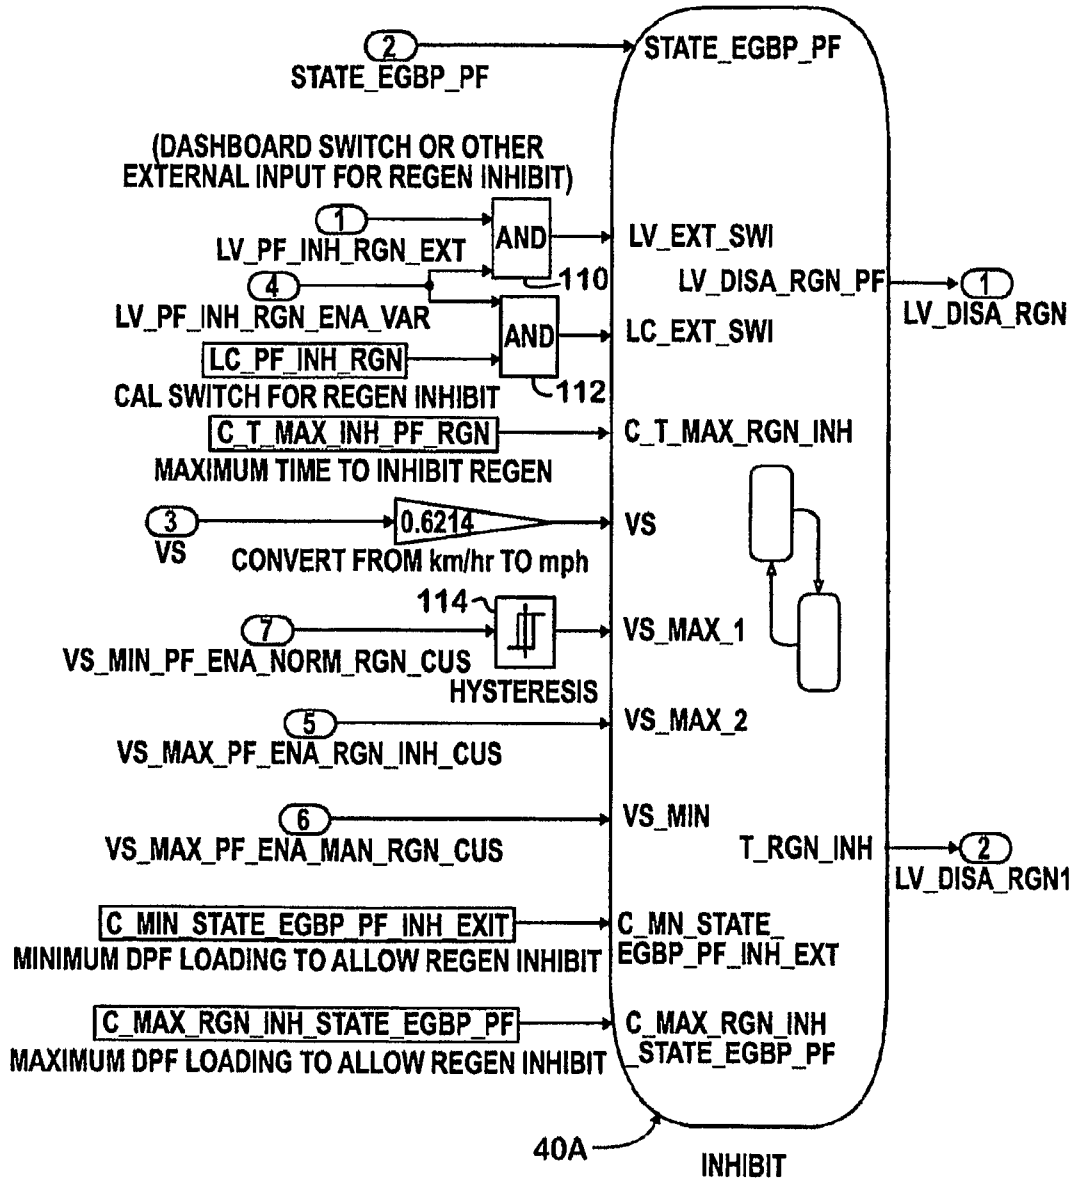 2
STATE_EGBP_PF
STATE_EGBP_PF
(DASHBOARD SWITCH OR OTHER
EXTERNAL INPUT FOR REGEN INHIBIT)
1
LV_PF_INH_RGN_EXT
AND
110
LV_EXT_SWI
4
LV_PF_INH_RGN_ENA_VAR
LV_DISA_RGN_PF
1
LV_DISA_RGN
AND
112
LC_EXT_SWI
LC_PF_INH_RGN
CAL SWITCH FOR REGEN INHIBIT
C_T_MAX_INH_PF_RGN
C_T_MAX_RGN_INH
MAXIMUM TIME TO INHIBIT REGEN
3
VS
0.6214
VS
CONVERT FROM km/hr TO mph
114
7
VS_MIN_PF_ENA_NORM_RGN_CUS
VS_MAX_1
HYSTERESIS
5
VS_MAX_PF_ENA_RGN_INH_CUS
VS_MAX_2
6
VS_MAX_PF_ENA_MAN_RGN_CUS
VS_MIN
T_RGN_INH
2
LV_DISA_RGN1
C_MIN_STATE_EGBP_PF_INH_EXIT
MINIMUM DPF LOADING TO ALLOW REGEN INHIBIT
C_MN_STATE_
EGBP_PF_INH_EXT
C_MAX_RGN_INH_STATE_EGBP_PF
MAXIMUM DPF LOADING TO ALLOW REGEN INHIBIT
C_MAX_RGN_INH
_STATE_EGBP_PF
40A
INHIBIT